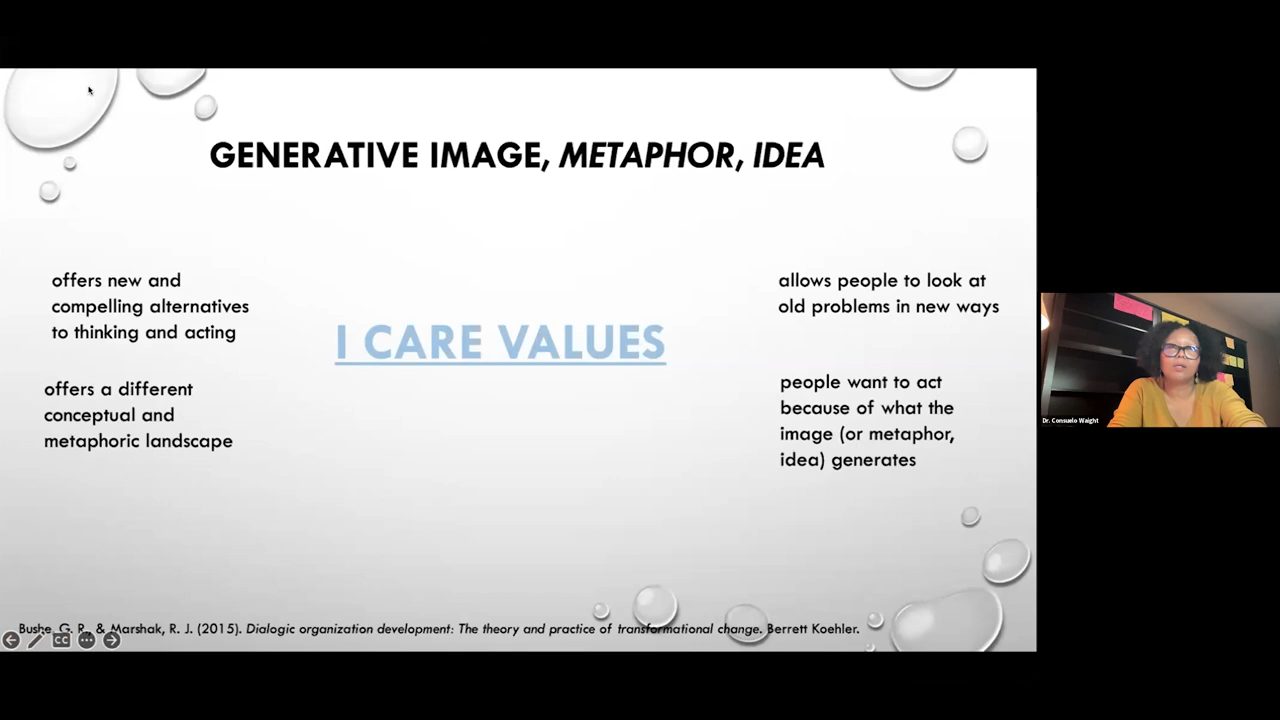 GENERATIVE IMAGE, METAPHOR, IDEA
offers new and
compelling alternatives
to thinking and acting
offers a different
conceptual and
metaphoric landscape
I CARE VALUES
allows people to look at
old problems in new ways
people want to act
because of what the
image (or metaphor,
idea) generates
Bushe, G. R., & Marshak, R. J. (2015). Dialogic organization development: The theory and practice of transformational change. Berrett Koehler.
CC
Dr. Consuelo Waight